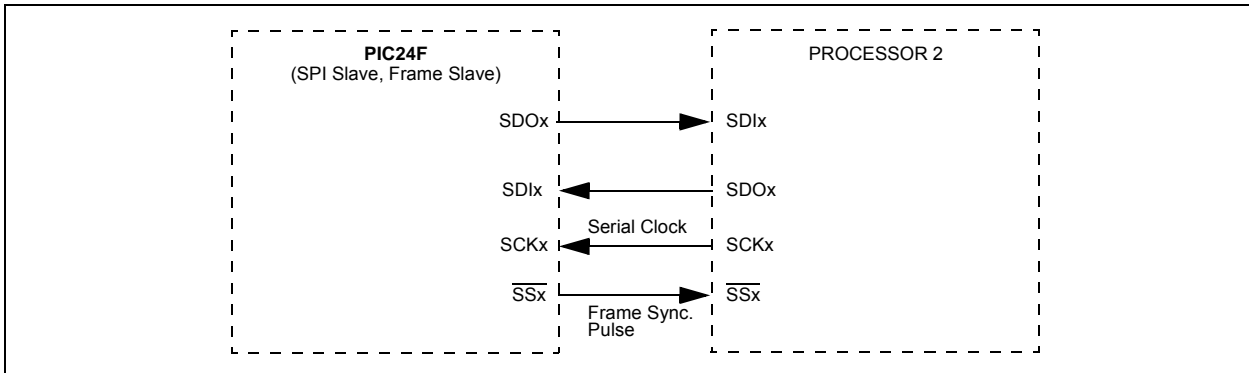 PIC24F
(SPI Slave, Frame Slave)
PROCESSOR 2
SDOx
SDIx
SDIx
SDOx
Serial Clock
SCKx
SCKx
SSx
SSx
Frame Sync.
Pulse